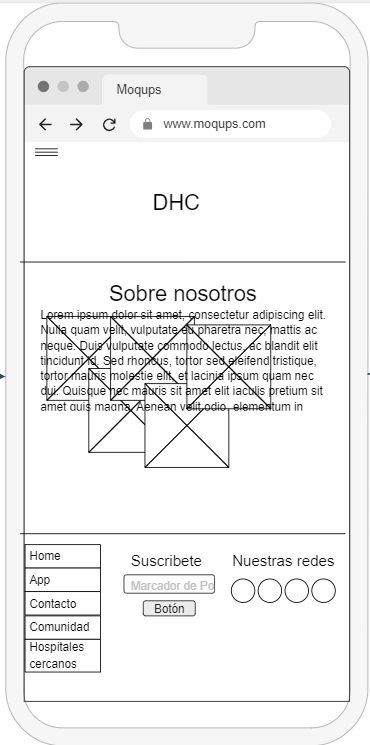 Moqups
www.moqups.com
DHC
Sobre nosotros
Lorem ipsum dolor sit amet, consectetur adipiscing elit.
Nulla quam velit, vulputate eu pharetra nec, mattis ac
neque. Duis vulputate commodo lectus, ac blandit elit
tincidunt id. Sed rhoncus, tortor sed eleifend tristique,
tortor mauris molestie elit, et lacinia ipsum quam nec
dui. Quisque nec mauris sit amet elit iaculis pretium sit
amet quis magna. Aenean velit odio, elementum in
Home
App
Contacto
Comunidad
Hospitales
cercanos
Suscribete
Marcador de Po
Botón
Nuestras redes